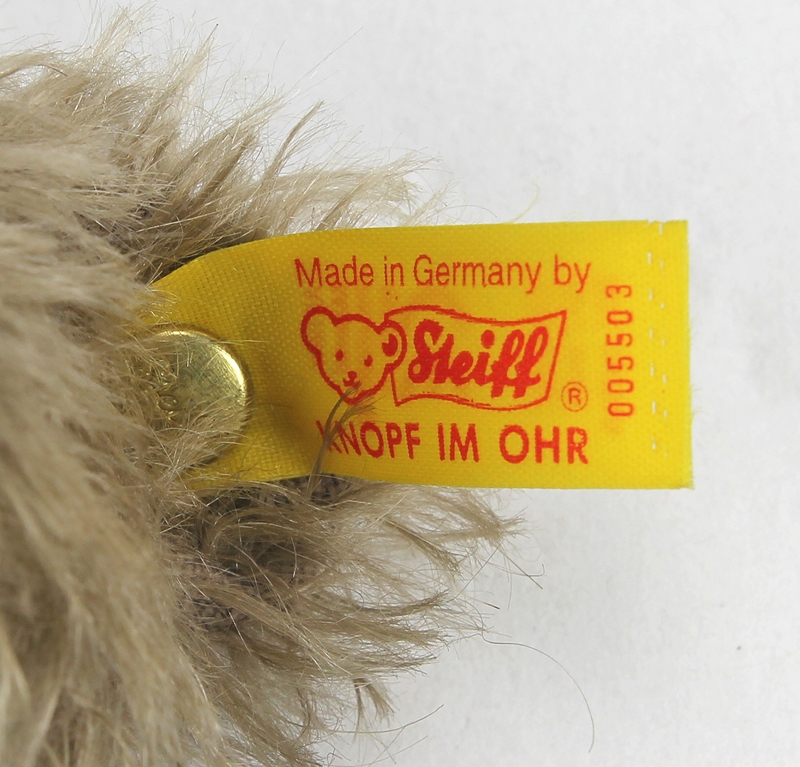 Made in Germany by
Steiff ®
KNOPF IM OHR
005503